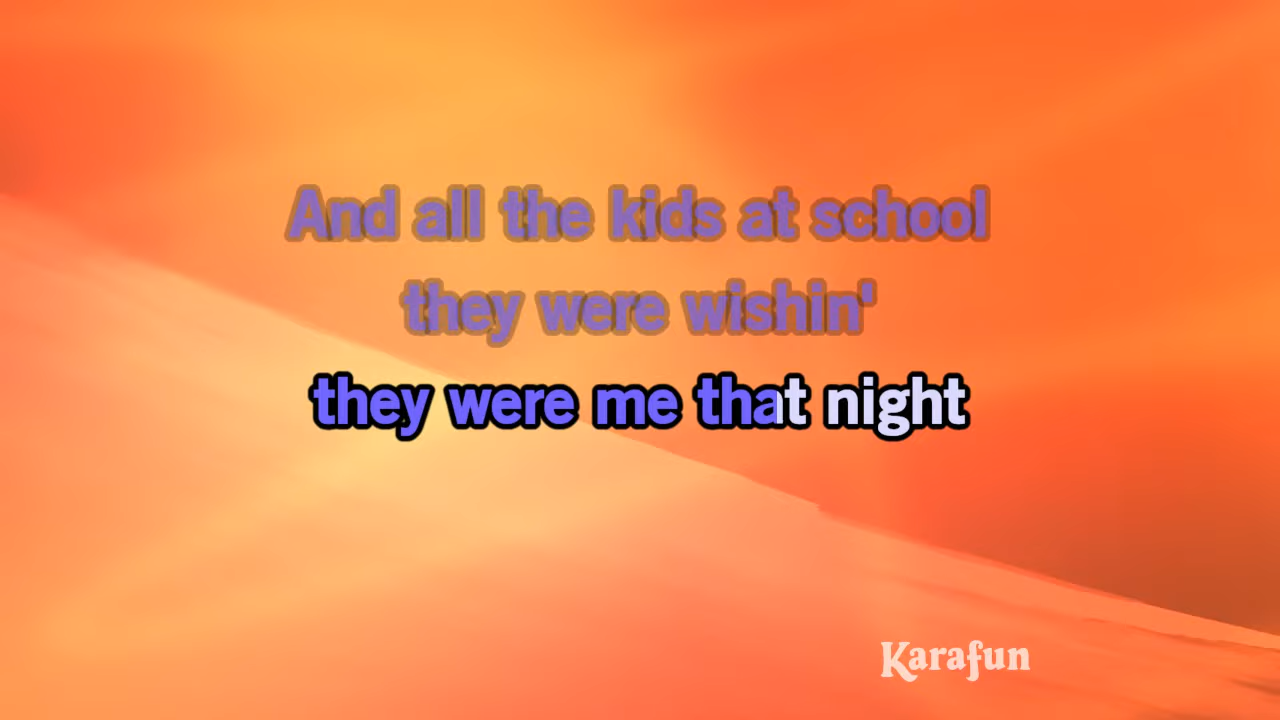 And all the kids at school
they were wishin'
they were me that night
Karafun